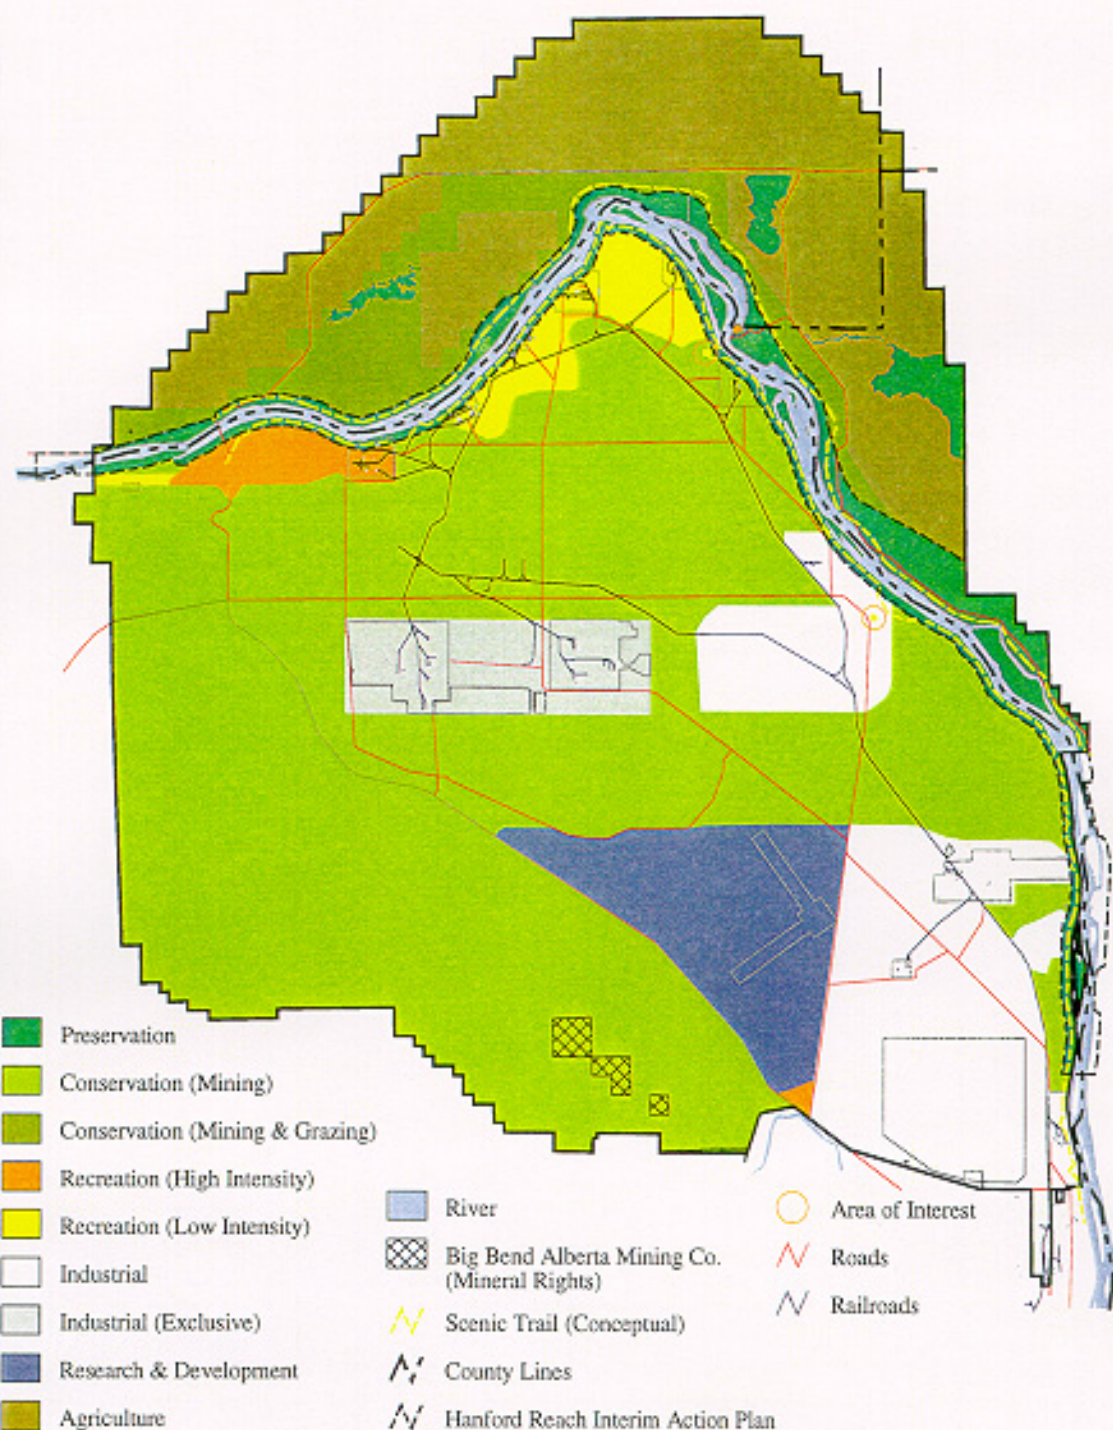 Preservation
Conservation (Mining)
Conservation (Mining & Grazing)
Recreation (High Intensity)
Recreation (Low Intensity)
Industrial
Industrial (Exclusive)
Research & Development
Agriculture
River
Big Bend Alberta Mining Co.
(Mineral Rights)
Scenic Trail (Conceptual)
County Lines
Hanford Reach Interim Action Plan
Area of Interest
Roads
Railroads